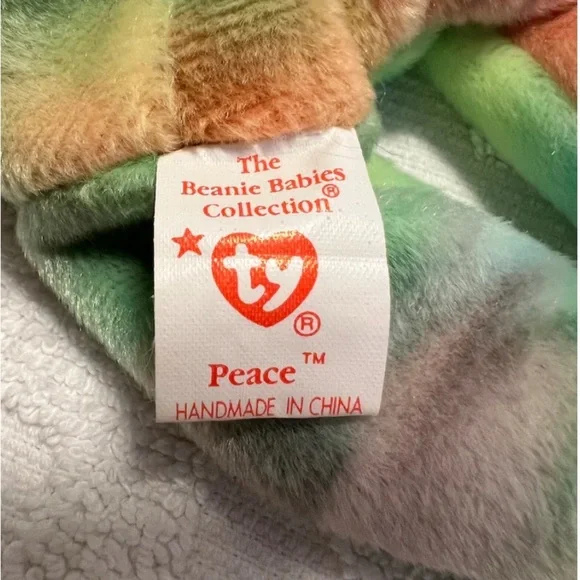 The
Beanie Babies®
Collection
ty®
Peace™
HANDMADE IN CHINA